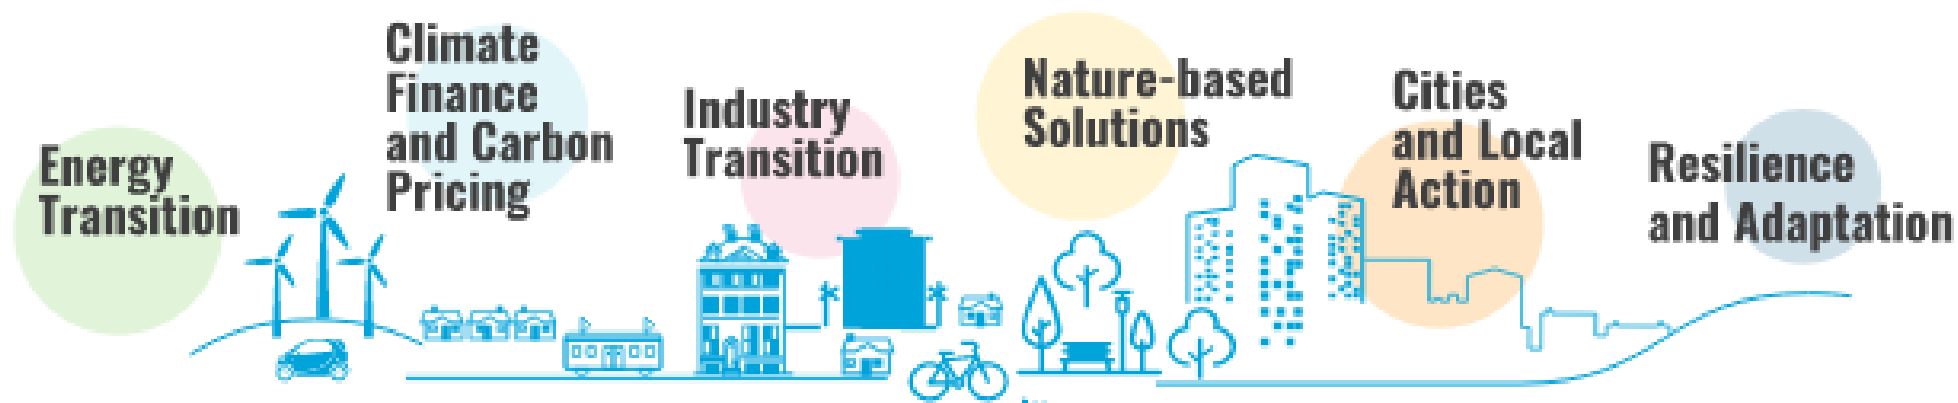 Energy
Transition
Climate
Finance
and Carbon
Pricing
Industry
Transition
Nature-based
Solutions
Cities
and Local
Action
Resilience
and Adaptation